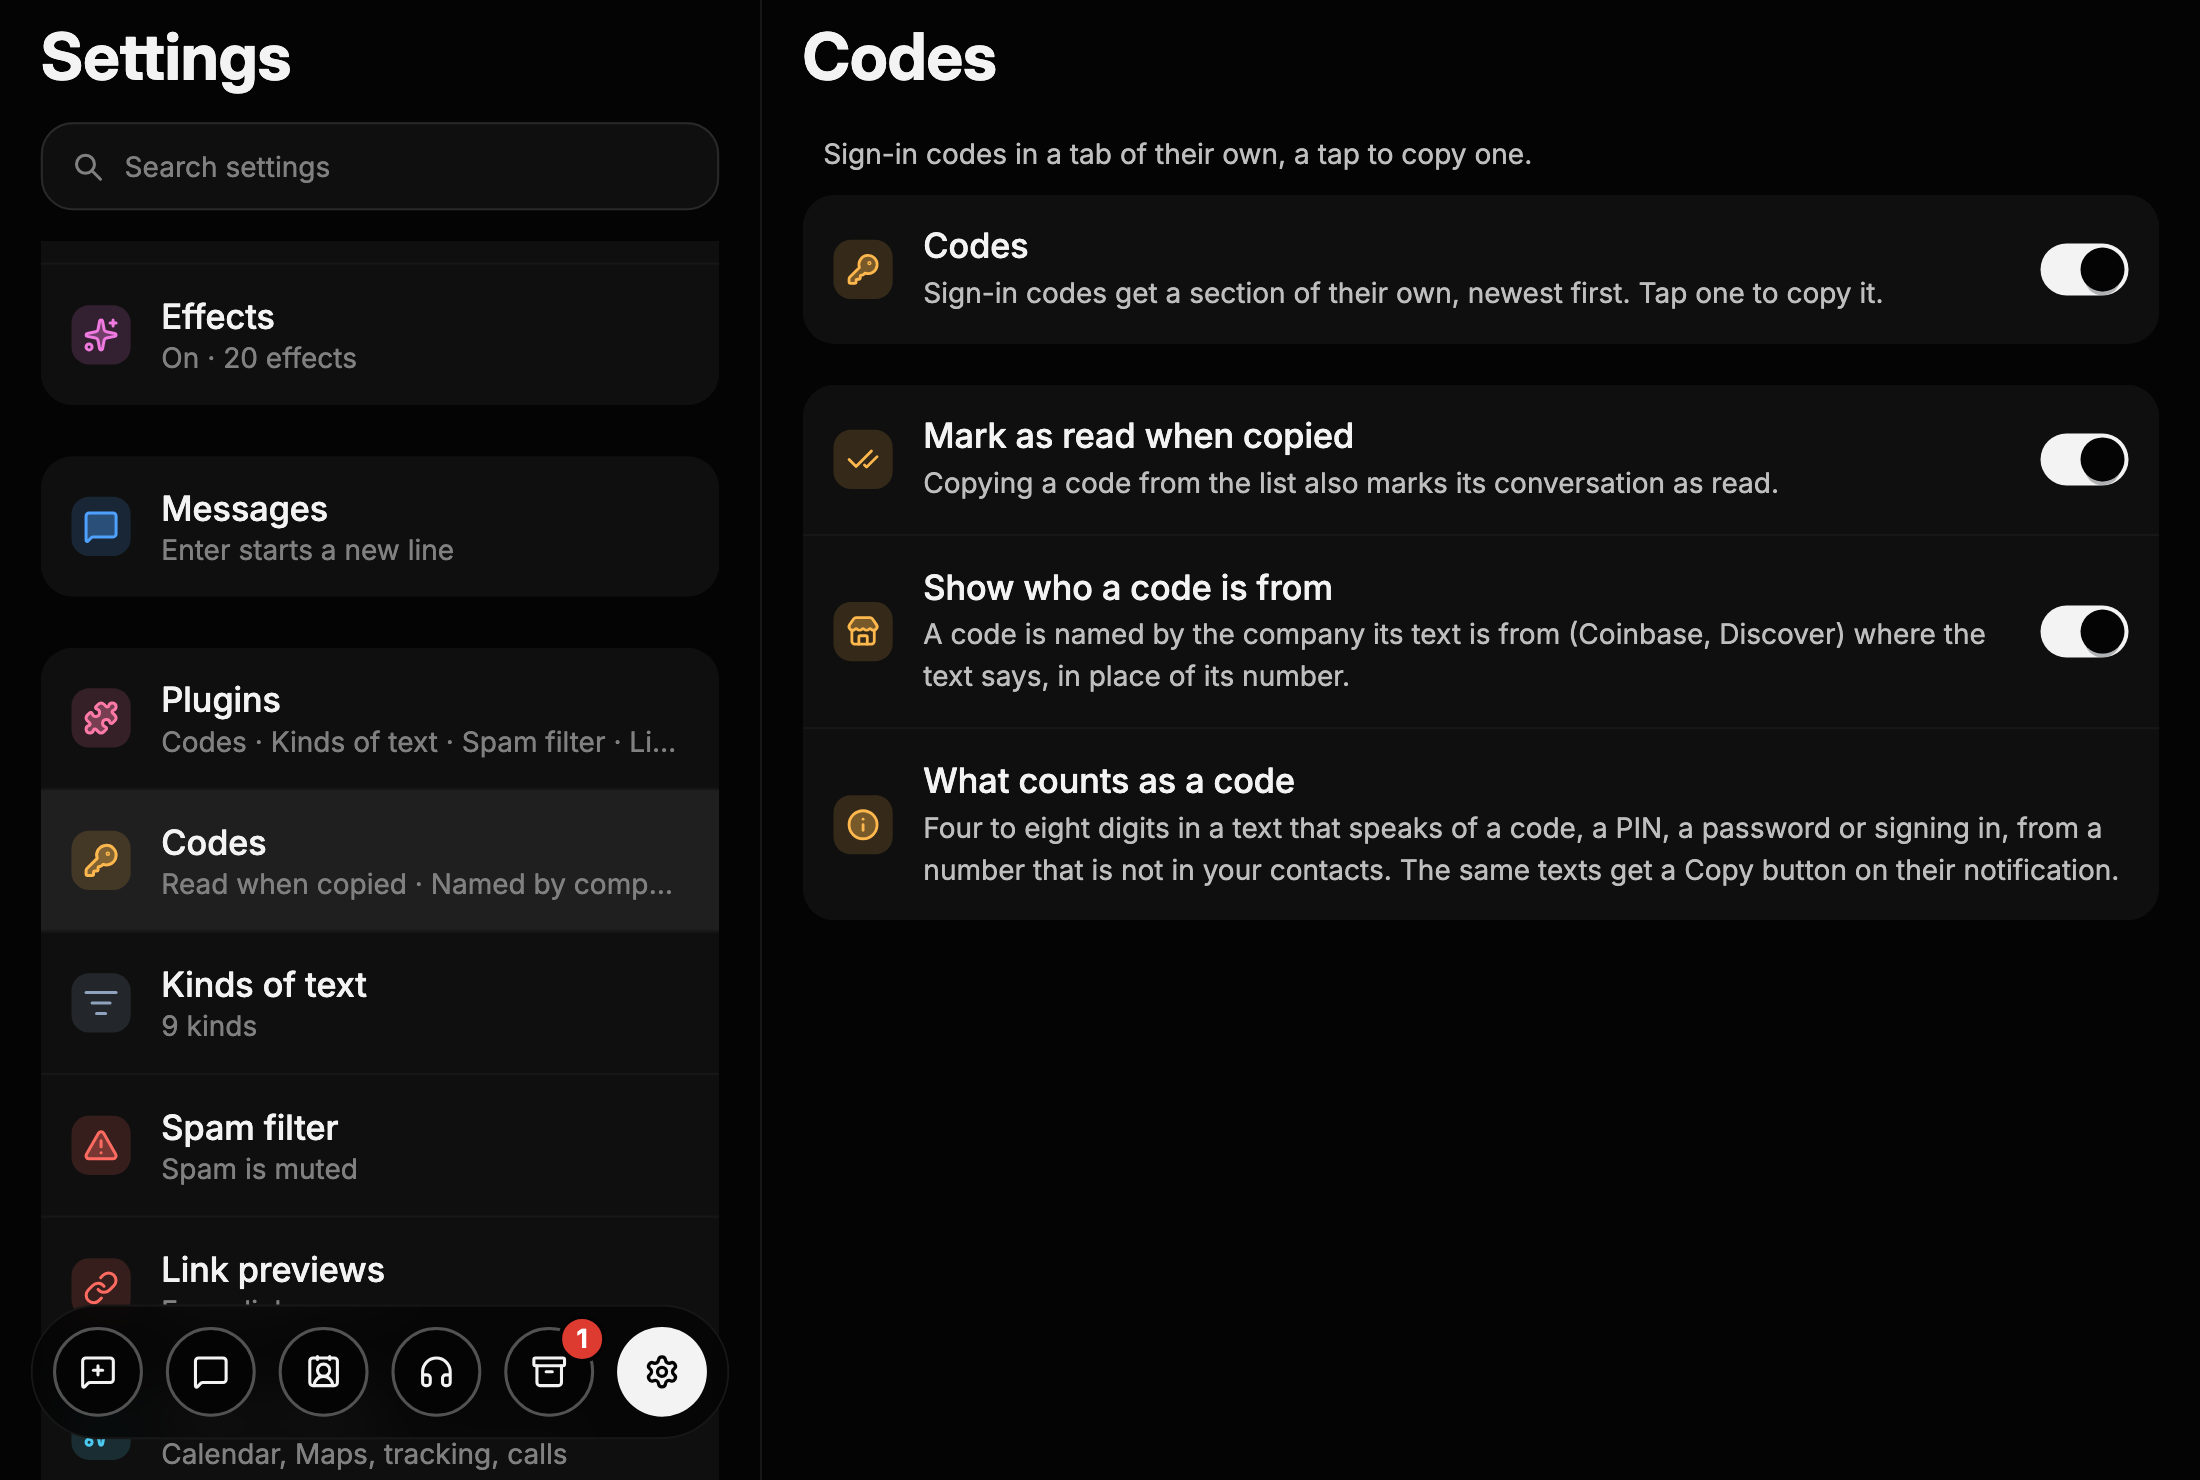 Settings
Search settings
Effects
On · 20 effects
Messages
Enter starts a new line
Plugins
Codes · Kinds of text · Spam filter · Li...
Codes
Read when copied · Named by comp...
Kinds of text
9 kinds
Spam filter
Spam is muted
Link previews
1
Calendar, Maps, tracking, calls
Codes
Sign-in codes in a tab of their own, a tap to copy one.
Codes
Sign-in codes get a section of their own, newest first. Tap one to copy it.
Mark as read when copied
Copying a code from the list also marks its conversation as read.
Show who a code is from
A code is named by the company its text is from (Coinbase, Discover) where the
text says, in place of its number.
What counts as a code
Four to eight digits in a text that speaks of a code, a PIN, a password or signing in, from a
number that is not in your contacts. The same texts get a Copy button on their notification.